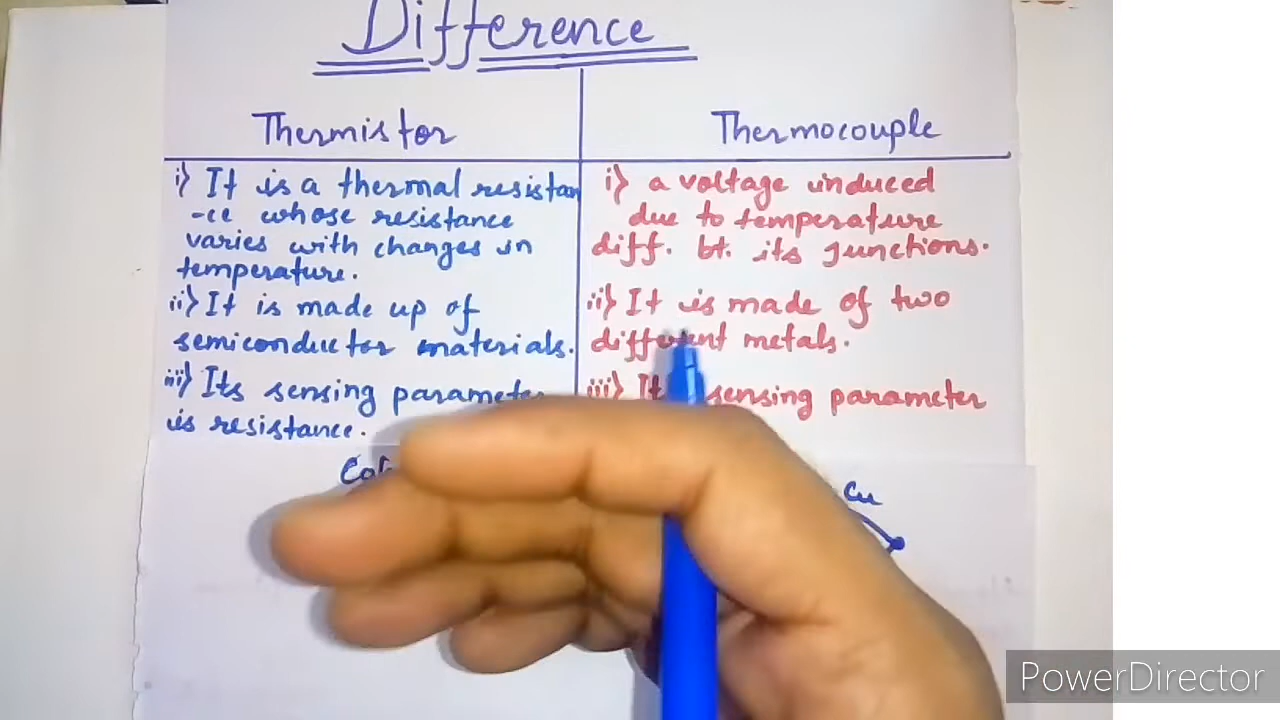 Difference
Thermistor
i) It is a thermal resistan
-ce whose resistance
varies with changes in
temperature.
ii) It is made up of
semiconductor materials.
iii) Its sensing parameter
is resistance.
Thermocouple
i) a voltage induced
due to temperature
diff. bt. its junctions.
ii) It is made of two
different metals.
iii) sensing parameter
Cu
PowerDirector